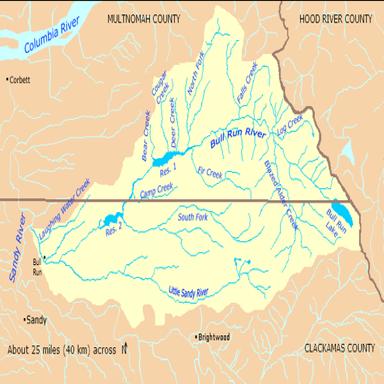 MULTNOMAH COUNTY
HOOD RIVER COUNTY
Columbia River
Corbett
Cougar
Creek
North Fork
Falls Creek
Bear Creek
Deer Creek
Bull Run River
Log Creek
Res. 1
Fir Creek
Blazed Alder Creek
Camp Creek
Laughing Water Creek
Sandy River
Res. 2
South Fork
Bull Run
Lake
Bull
Run
Little Sandy River
Sandy
Brightwood
About 25 miles (40 km) across N
CLACKAMAS COUNTY